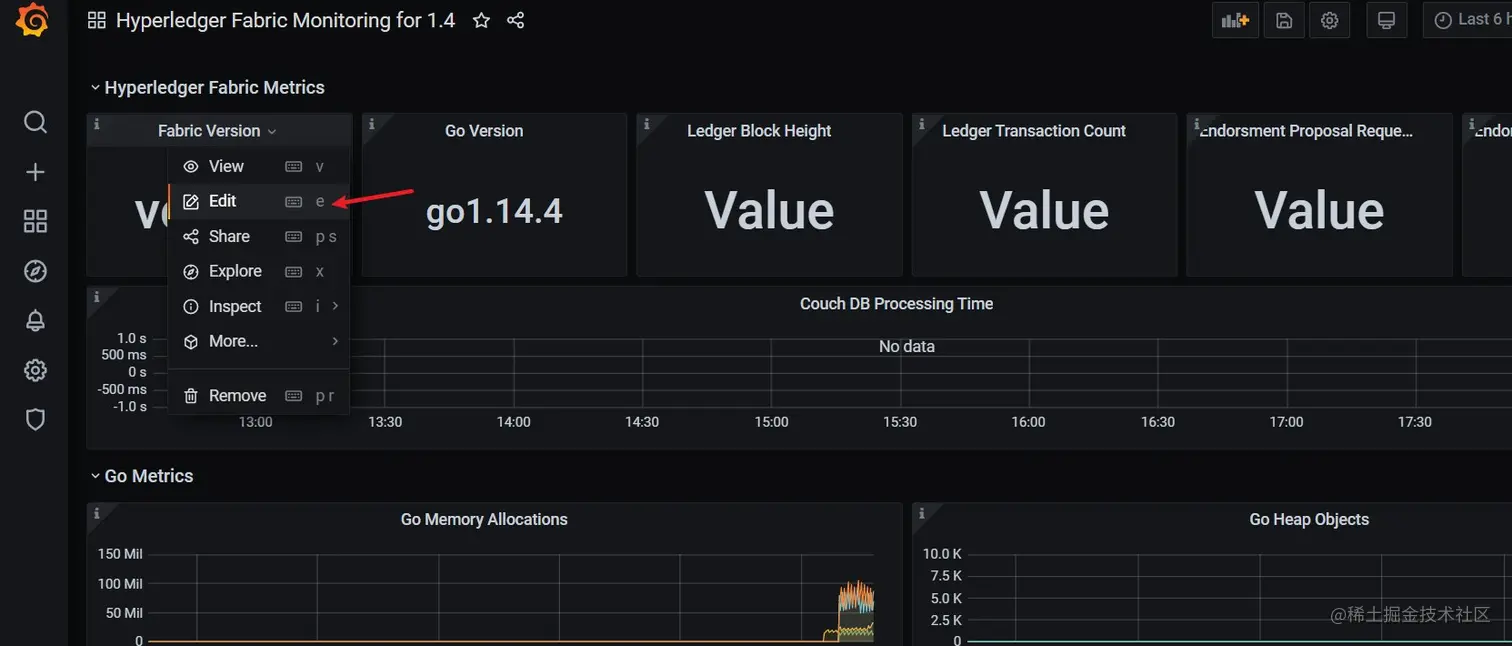 Hyperledger Fabric Monitoring for 1.4
Last 6 h
Hyperledger Fabric Metrics
Fabric Version
Go Version
Ledger Block Height
Ledger Transaction Count
Endorsment Proposal Reque...
Endo
View v
Edit e
Share p s
Explore x
Inspect i
More...
Remove p r
go1.14.4
Value
Value
Value
Couch DB Processing Time
1.0 s
500 ms
0 s
-500 ms
-1.0 s
No data
13:00 13:30 14:00 14:30 15:00 15:30 16:00 16:30 17:00 17:30
Go Metrics
Go Memory Allocations
150 Mil
100 Mil
50 Mil
0
Go Heap Objects
10.0 K
7.5 K
5.0 K
2.5 K
0
@稀土掘金技术社区